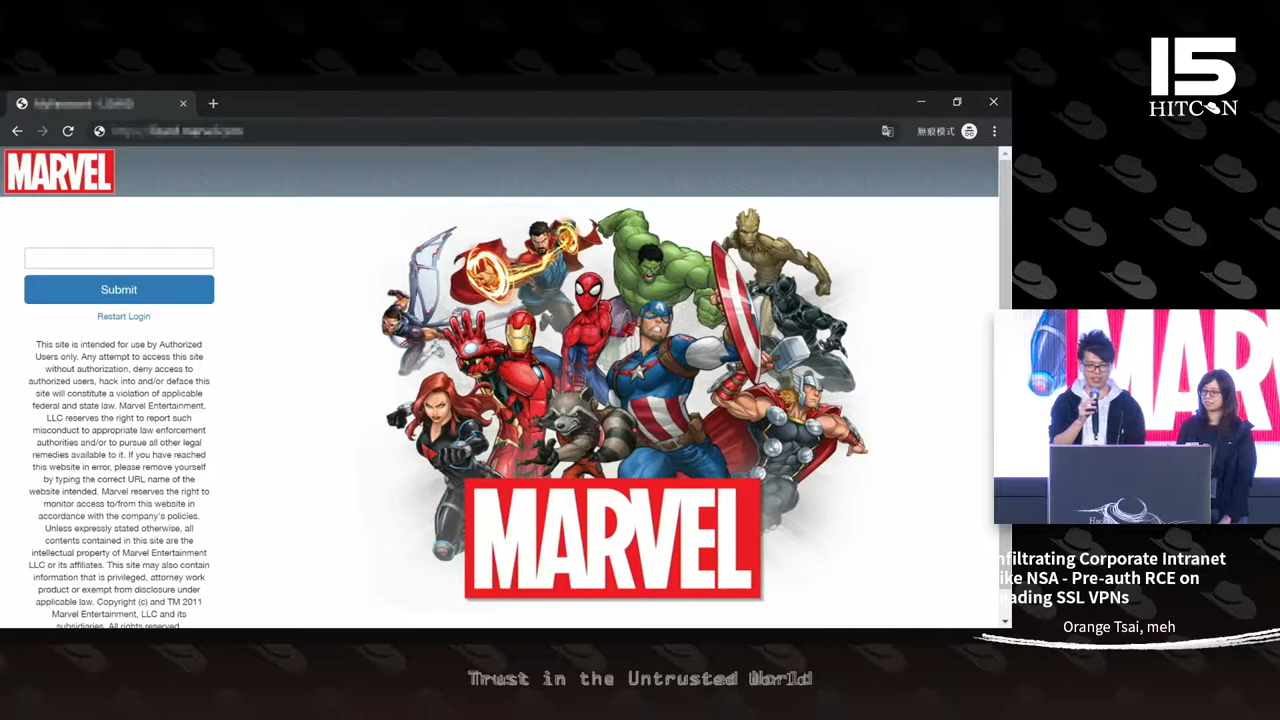 15
HITCON
無痕模式
MARVEL
Submit
Restart Login
This site is intended for use by Authorized
Users only. Any attempt to access this site
without authorization, deny access to
authorized users, hack into and/or deface this
site will constitute a violation of applicable
federal and state law. Marvel Entertainment,
LLC reserves the right to report such
misconduct to appropriate law enforcement
authorities and/or to pursue all other legal
remedies available to it. If you have reached
this website in error, please remove yourself
by typing the correct URL name of the
website intended. Marvel reserves the right to
monitor access to/from this website in
accordance with the company's policies.
Unless expressly stated otherwise, all
contents contained in this site are the
intellectual property of Marvel Entertainment
LLC or its affiliates. This site may also contain
information that is privileged, attorney work
product or exempt from disclosure under
applicable law. Copyright (c) and TM 2011
Marvel Entertainment, LLC and its
subsidiaries. All rights reserved.
A
MARVEL
MAR
nfiltrating Corporate Intranet
ike NSA - Pre-auth RCE on
eading SSL VPNs
Orange Tsai, meh
Trust in the Untrusted World